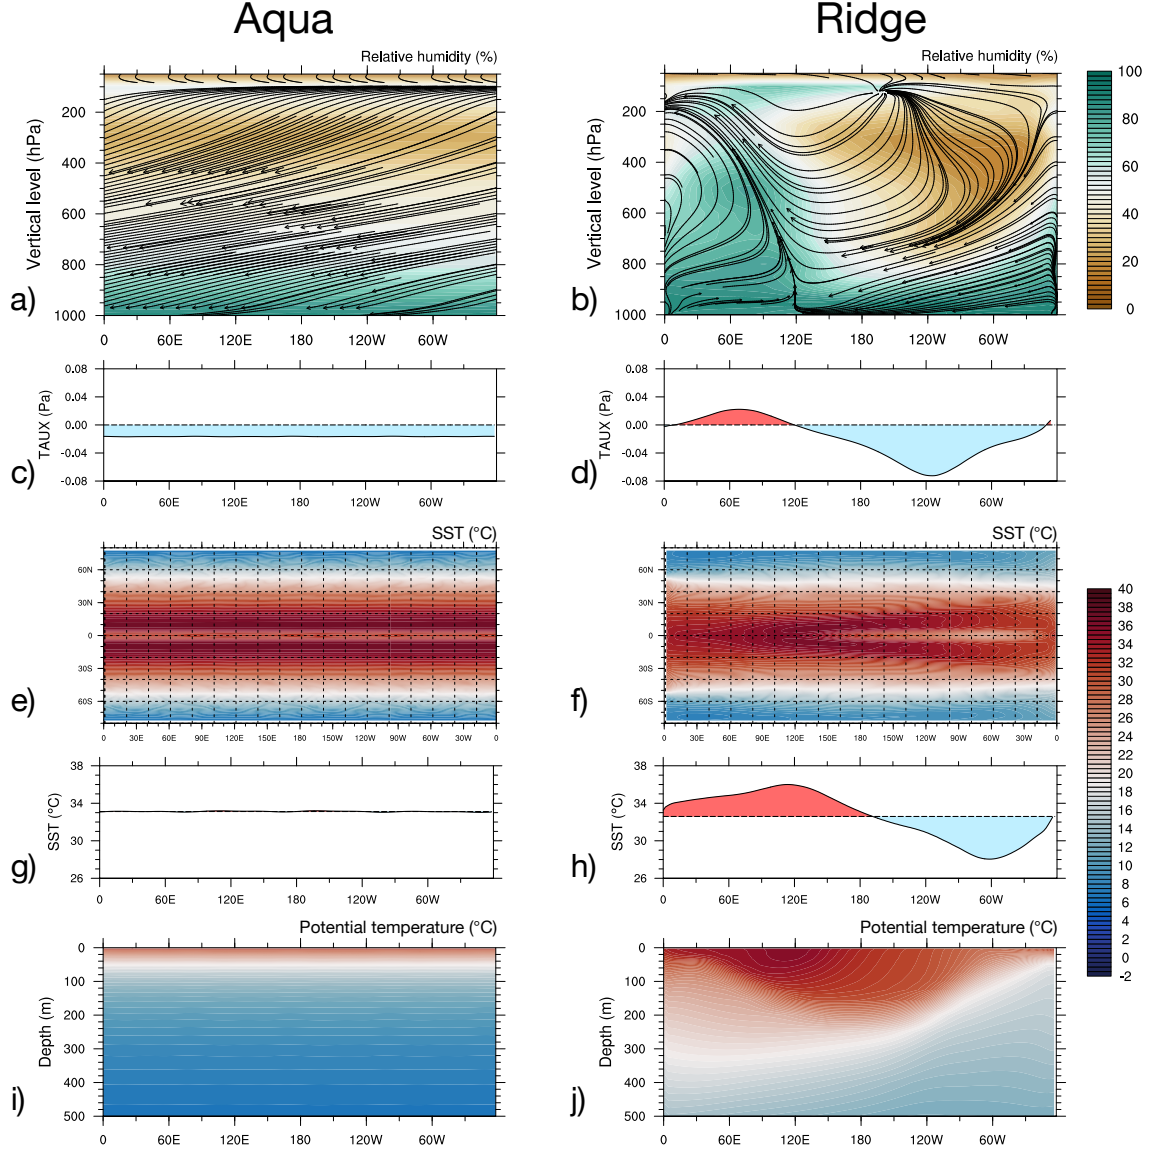 Aqua
Ridge
Relative humidity (%)
Relative humidity (%)
Vertical level (hPa)
200
400
600
800
1000
0 60E 120E 180 120W 60W
a)
Vertical level (hPa)
200
400
600
800
1000
0 60E 120E 180 120W 60W
b)
100
80
60
40
20
0
TAUX (Pa)
0.08
0.04
0.00
-0.04
-0.08
0 60E 120E 180 120W 60W
c)
TAUX (Pa)
0.08
0.04
0.00
-0.04
-0.08
0 60E 120E 180 120W 60W
d)
SST (°C)
60N
30N
0
30S
60S
0 30E 60E 90E 120E 150E 180 150W 120W 90W 60W 30W 0
e)
SST (°C)
60N
30N
0
30S
60S
0 30E 60E 90E 120E 150E 180 150W 120W 90W 60W 30W 0
f)
40
38
36
34
32
30
28
26
24
22
20
18
16
14
12
10
8
6
4
2
0
-2
SST (°C)
38
34
30
26
0 60E 120E 180 120W 60W
g)
SST (°C)
38
34
30
26
0 60E 120E 180 120W 60W
h)
Potential temperature (°C)
Depth (m)
0
100
200
300
400
500
0 60E 120E 180 120W 60W
i)
Potential temperature (°C)
Depth (m)
0
100
200
300
400
500
0 60E 120E 180 120W 60W
j)